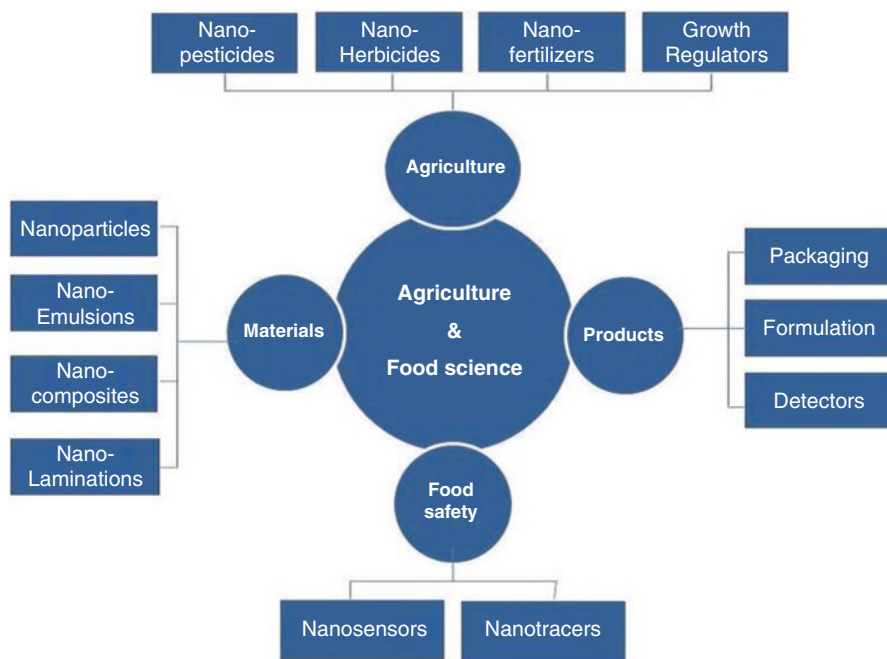 Nano-
pesticides
Nano-
Herbicides
Nano-
fertilizers
Growth
Regulators
Agriculture
Nanoparticles
Nano-
Emulsions
Nano-
composites
Nano-
Laminations
Materials
Agriculture
&
Food science
Products
Packaging
Formulation
Detectors
Food
safety
Nanosensors
Nanotracers